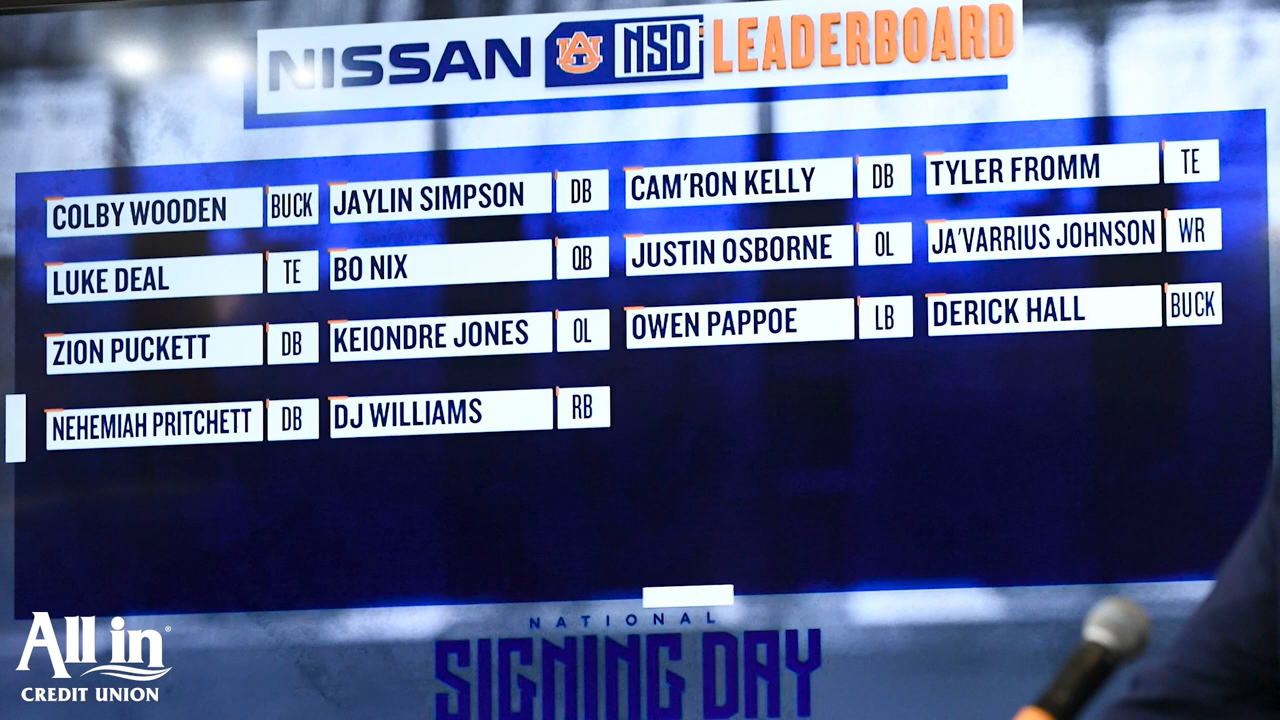 NISSAN AU NSD LEADERBOARD
COLBY WOODEN BUCK JAYLIN SIMPSON DB CAM'RON KELLY DB TYLER FROMM TE
LUKE DEAL TE BO NIX QB JUSTIN OSBORNE OL JA'VARRIUS JOHNSON WR
ZION PUCKETT DB KEIONDRE JONES OL OWEN PAPPOE LB DERICK HALL BUCK
NEHEMIAH PRITCHETT DB DJ WILLIAMS RB
NATIONAL
SIGNING DAY
All in®
CREDIT UNION